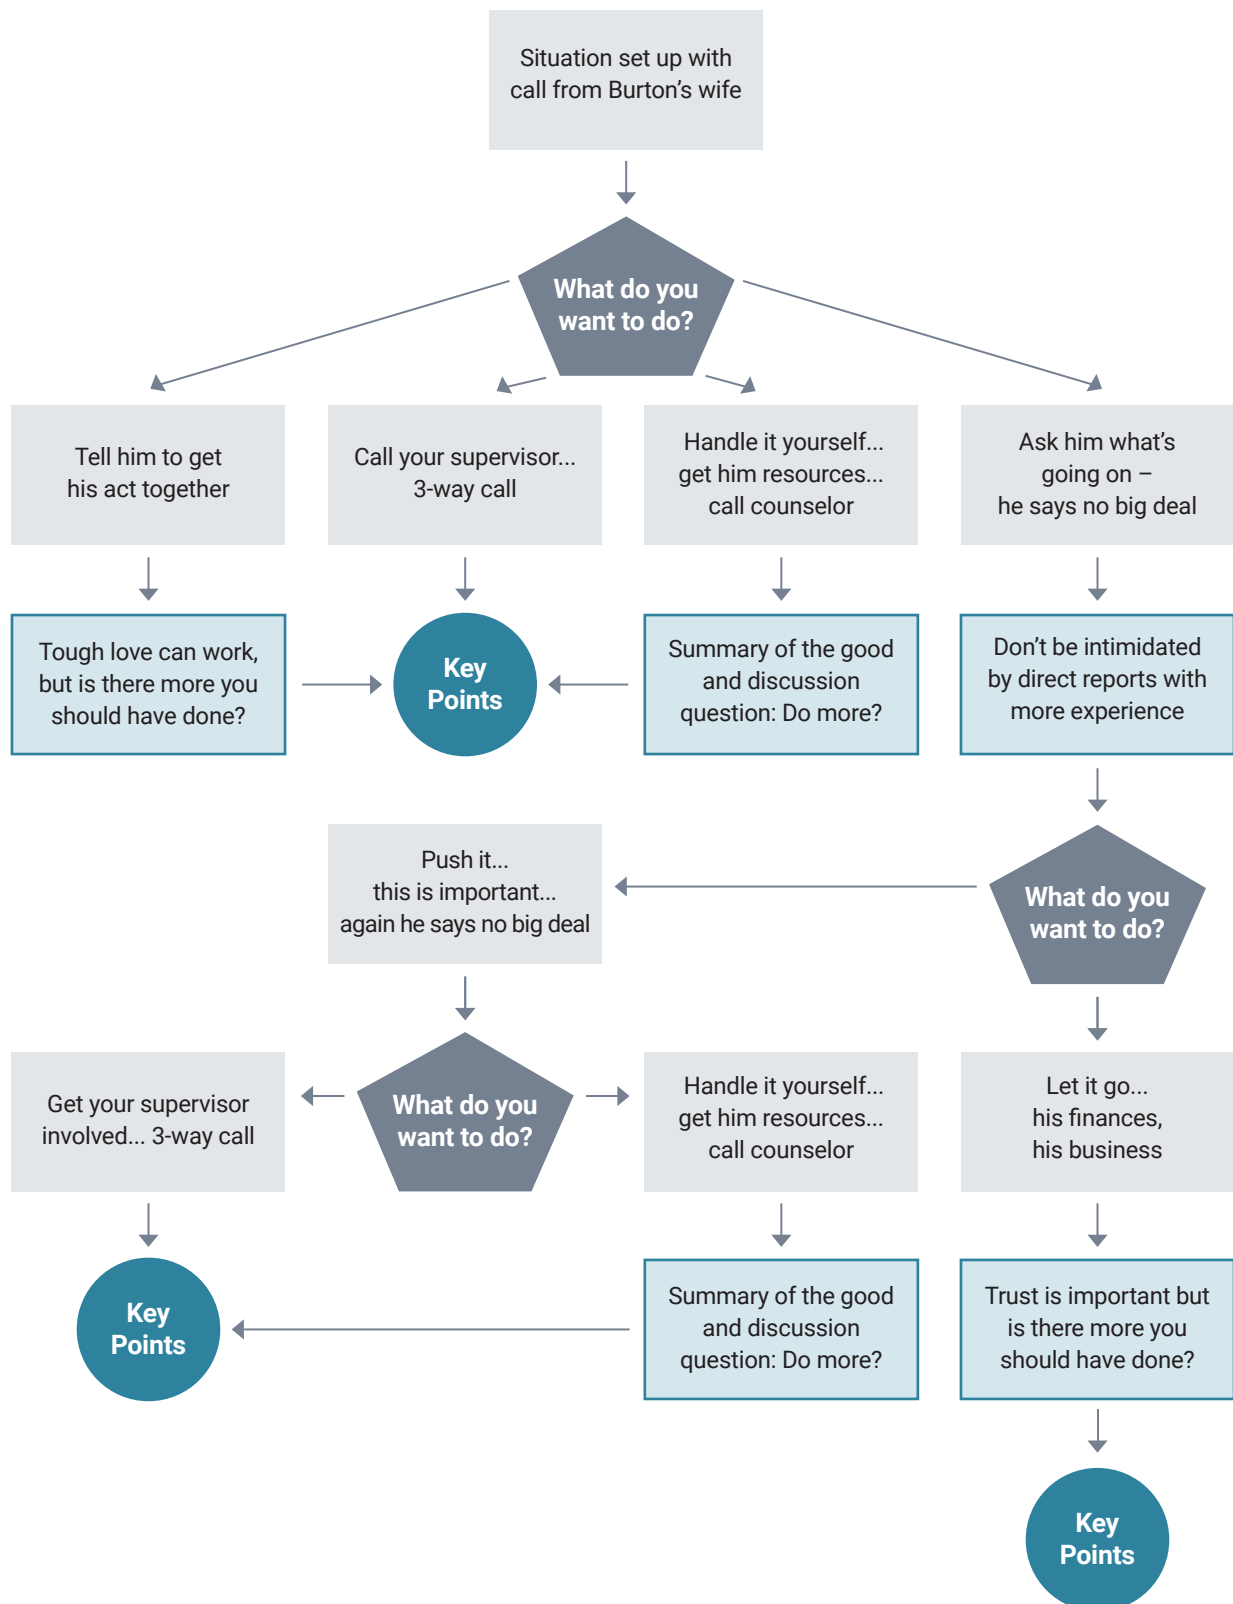 Situation set up with
call from Burton's wife
What do you
want to do?
Tell him to get
his act together
Call your supervisor...
3-way call
Handle it yourself...
get him resources...
call counselor
Ask him what's
going on –
he says no big deal
Tough love can work,
but is there more you
should have done?
Key
Points
Summary of the good
and discussion
question: Do more?
Don't be intimidated
by direct reports with
more experience
Push it...
this is important...
again he says no big deal
What do you
want to do?
Get your supervisor
involved... 3-way call
What do you
want to do?
Handle it yourself...
get him resources...
call counselor
Let it go...
his finances,
his business
Key
Points
Summary of the good
and discussion
question: Do more?
Trust is important but
is there more you
should have done?
Key
Points